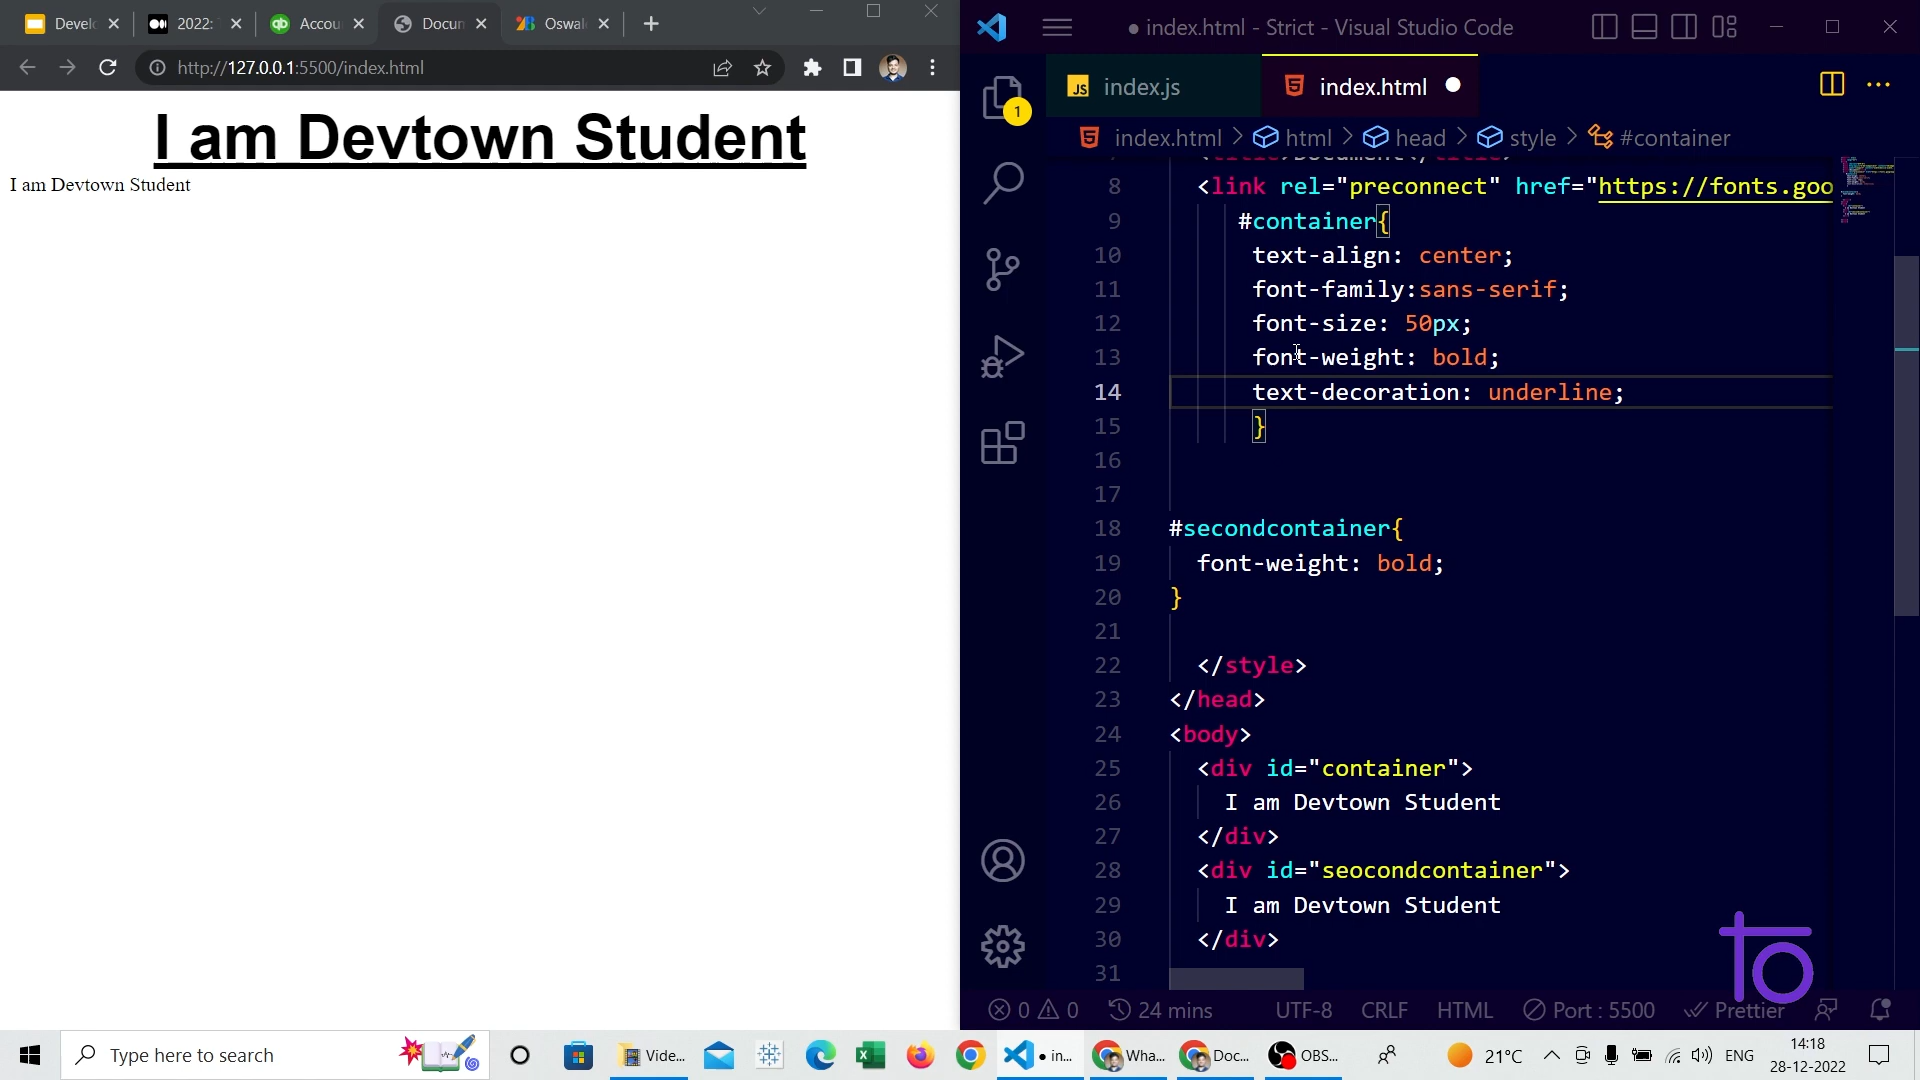 Develo
2022:
Accou
Docun
Oswal
http://127.0.0.1:5500/index.html
I am Devtown Student
I am Devtown Student
● index.html - Strict - Visual Studio Code
index.js
index.html
index.html > html > head > style > #container
1
8 <link rel="preconnect" href="https://fonts.goo
9 #container{
10 text-align: center;
11 font-family:sans-serif;
12 font-size: 50px;
13 font-weight: bold;
14 text-decoration: underline;
15 }
16
17
18 #secondcontainer{
19 font-weight: bold;
20 }
21
22 </style>
23 </head>
24 <body>
25 <div id="container">
26 I am Devtown Student
27 </div>
28 <div id="seocondcontainer">
29 I am Devtown Student
30 </div>
31
0 0 24 mins UTF-8 CRLF HTML Port : 5500 Prettier
Type here to search
Vide...
● in...
Wha...
Doc...
OBS...
21°C
ENG
14:18
28-12-2022